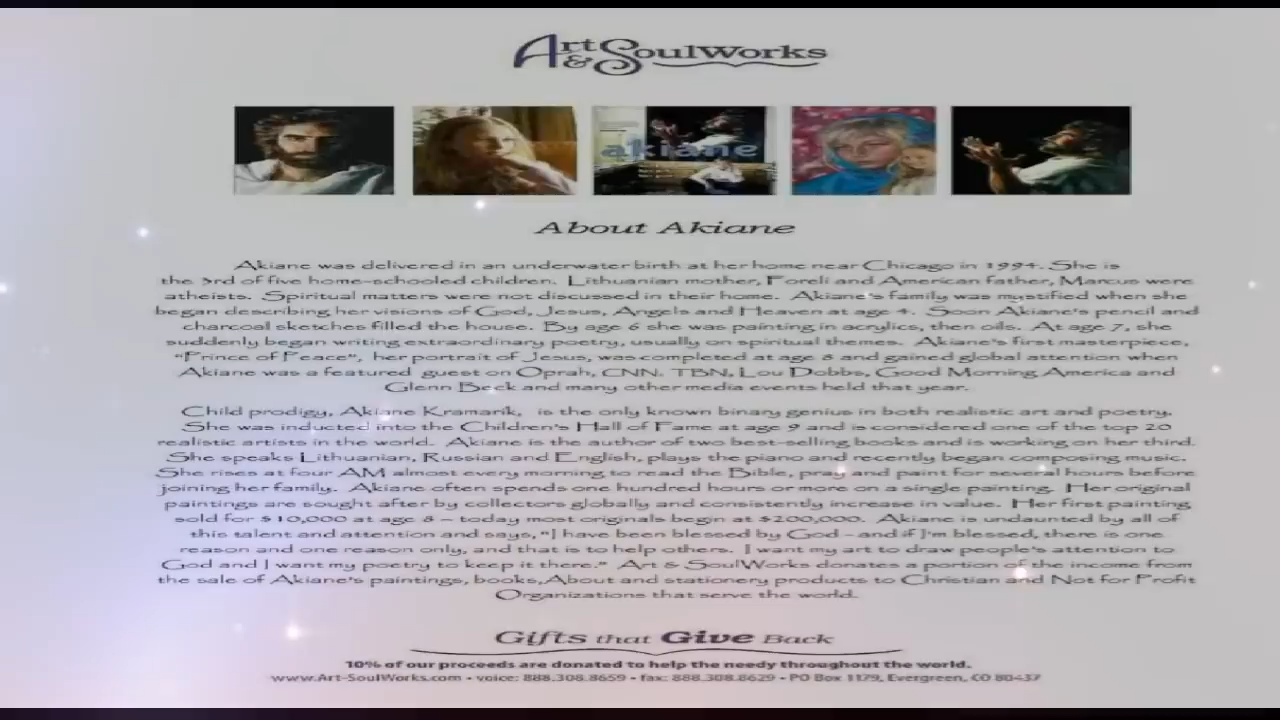 Art & SoulWorks
akiane
About Akiane
Akiane was delivered in an underwater birth at her home near Chicago in 1994. She is
the 3rd of five home-schooled children. Lithuanian mother, Foreli and American father, Marcus were
atheists. Spiritual matters were not discussed in their home. Akiane's family was mystified when she
began describing her visions of God, Jesus, Angels and Heaven at age 4. Soon Akiane's pencil and
charcoal sketches filled the house. By age 6 she was painting in acrylics, then oils. At age 7, she
suddenly began writing extraordinary poetry, usually on spiritual themes. Akiane's first masterpiece,
"Prince of Peace", her portrait of Jesus, was completed at age 8 and gained global attention when
Akiane was a featured guest on Oprah, CNN. TBN, Lou Dobbs, Good Morning America and
Glenn Beck and many other media events held that year.
Child prodigy, Akiane Kramarik, is the only known binary genius in both realistic art and poetry.
She was inducted into the Children's Hall of Fame at age 9 and is considered one of the top 20
realistic artists in the world. Akiane is the author of two best-selling books and is working on her third.
She speaks Lithuanian, Russian and English, plays the piano and recently began composing music.
She rises at four AM almost every morning to read the Bible, pray and paint for several hours before
joining her family. Akiane often spends one hundred hours or more on a single painting. Her original
paintings are sought after by collectors globally and consistently increase in value. Her first painting
sold for $10,000 at age 8 – today most originals begin at $200,000. Akiane is undaunted by all of
this talent and attention and says, "I have been blessed by God - and if I'm blessed, there is one
reason and one reason only, and that is to help others. I want my art to draw people's attention to
God and I want my poetry to keep it there." Art & SoulWorks donates a portion of the income from
the sale of Akiane's paintings, books,About and stationery products to Christian and Not for Profit
Organizations that serve the world.
Gifts that Give Back
10% of our proceeds are donated to help the needy throughout the world.
www.Art-SoulWorks.com • voice: 888.308.8659 • fax: 888.308.8629 • PO Box 1179, Evergreen, CO 80437